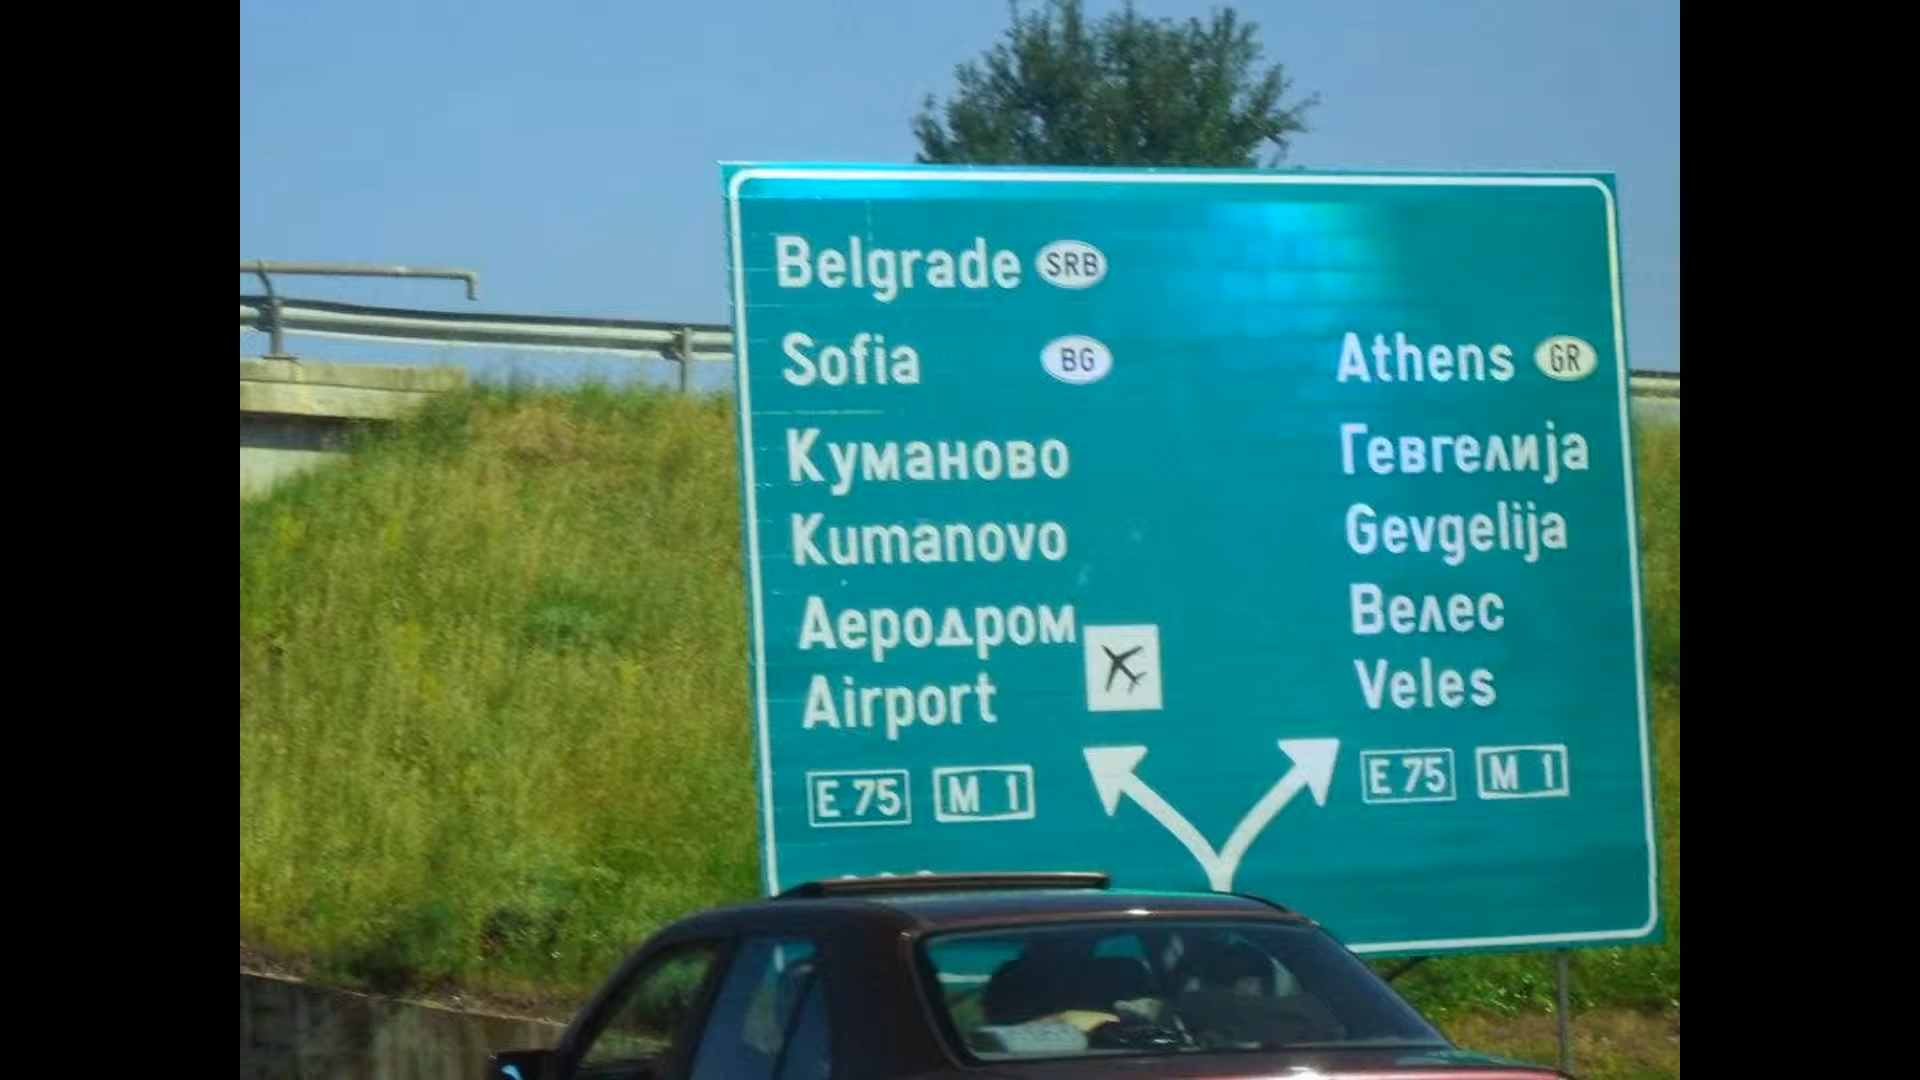 Belgrade SRB
Sofia BG
Куманово
Kumanovo
Аеродром
Airport
E 75 M 1
Athens GR
Гевгелија
Gevgelija
Велес
Veles
E 75 M 1